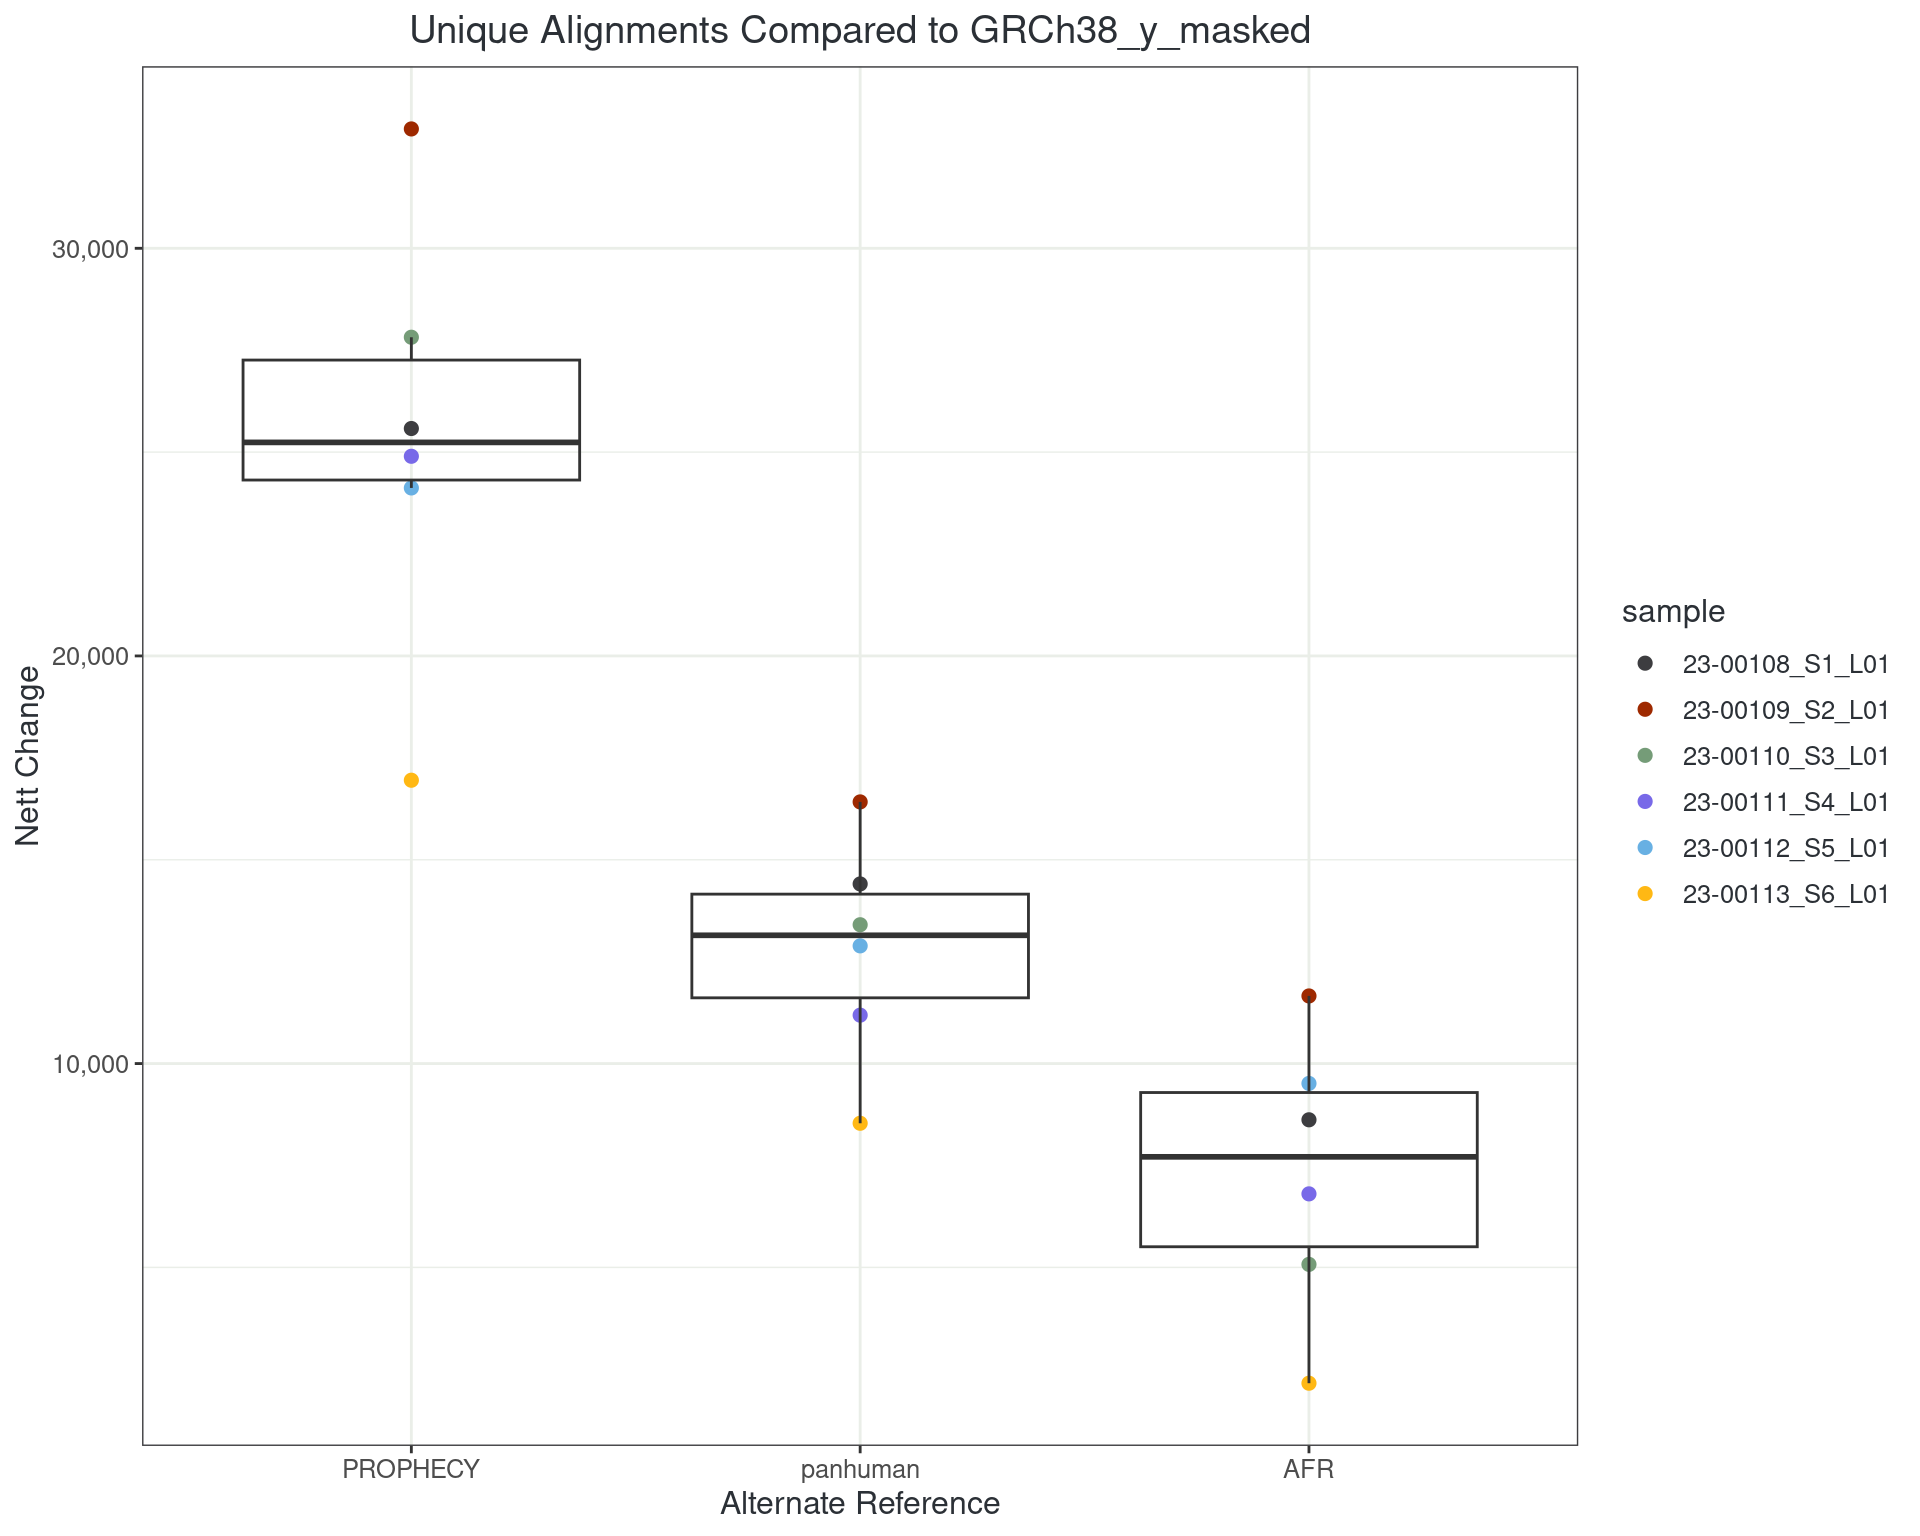 Unique Alignments Compared to GRCh38_y_masked
30,000
20,000
10,000
Nett Change
PROPHECY
panhuman
AFR
Alternate Reference
sample
23-00108_S1_L01
23-00109_S2_L01
23-00110_S3_L01
23-00111_S4_L01
23-00112_S5_L01
23-00113_S6_L01